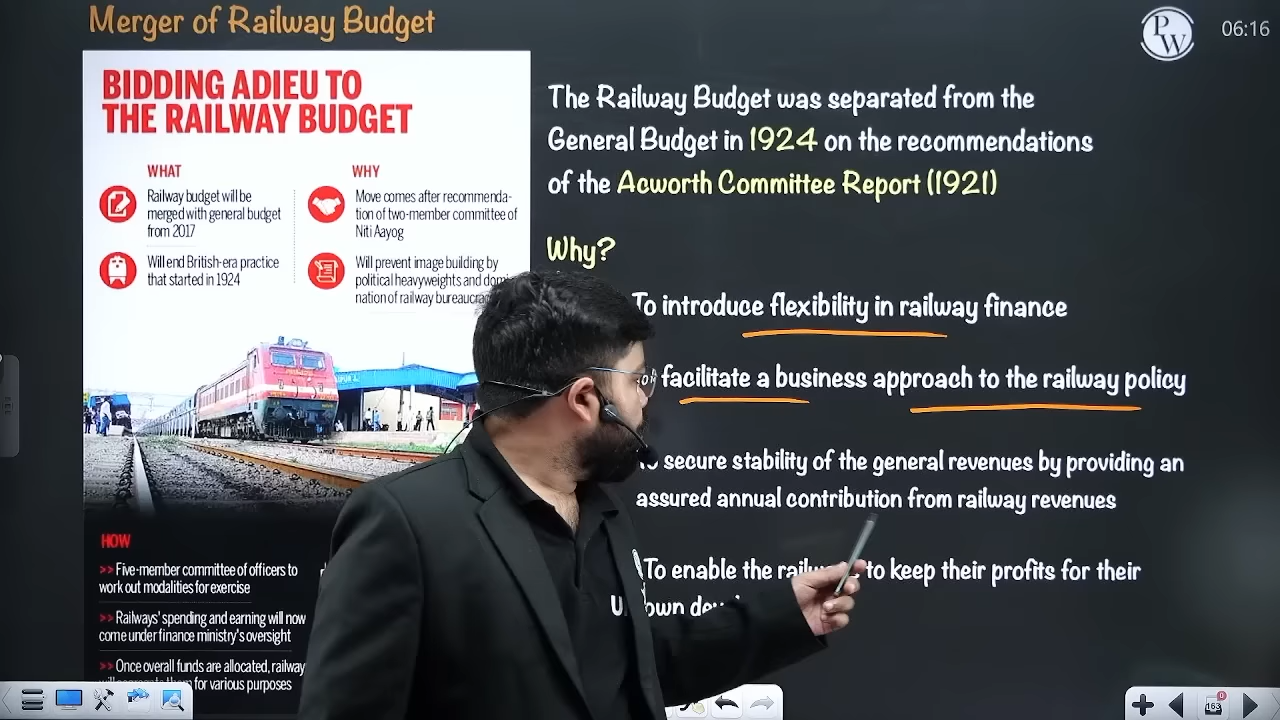 Merger of Railway Budget
PW
06:16
BIDDING ADIEU TO
THE RAILWAY BUDGET
WHAT
Railway budget will be
merged with general budget
from 2017
Will end British-era practice
that started in 1924
WHY
Move comes after recommenda-
tion of two-member committee of
Niti Aayog
Will prevent image building by
political heavyweights and
nation of railway
HOW
>> Five-member committee of officers to
work out modalities for exercise
>> Railways' spending and earning will now
come under finance ministry's oversight
>> Once overall funds are allocated, railway
for various purposes
The Railway Budget was separated from the
General Budget in 1924 on the recommendations
of the Acworth Committee Report (1921)
Why?
To introduce flexibility in railway finance
facilitate a business approach to the railway policy
secure stability of the general revenues by providing an
assured annual contribution from railway revenues
To enable the to keep their profits for their
own
163
0